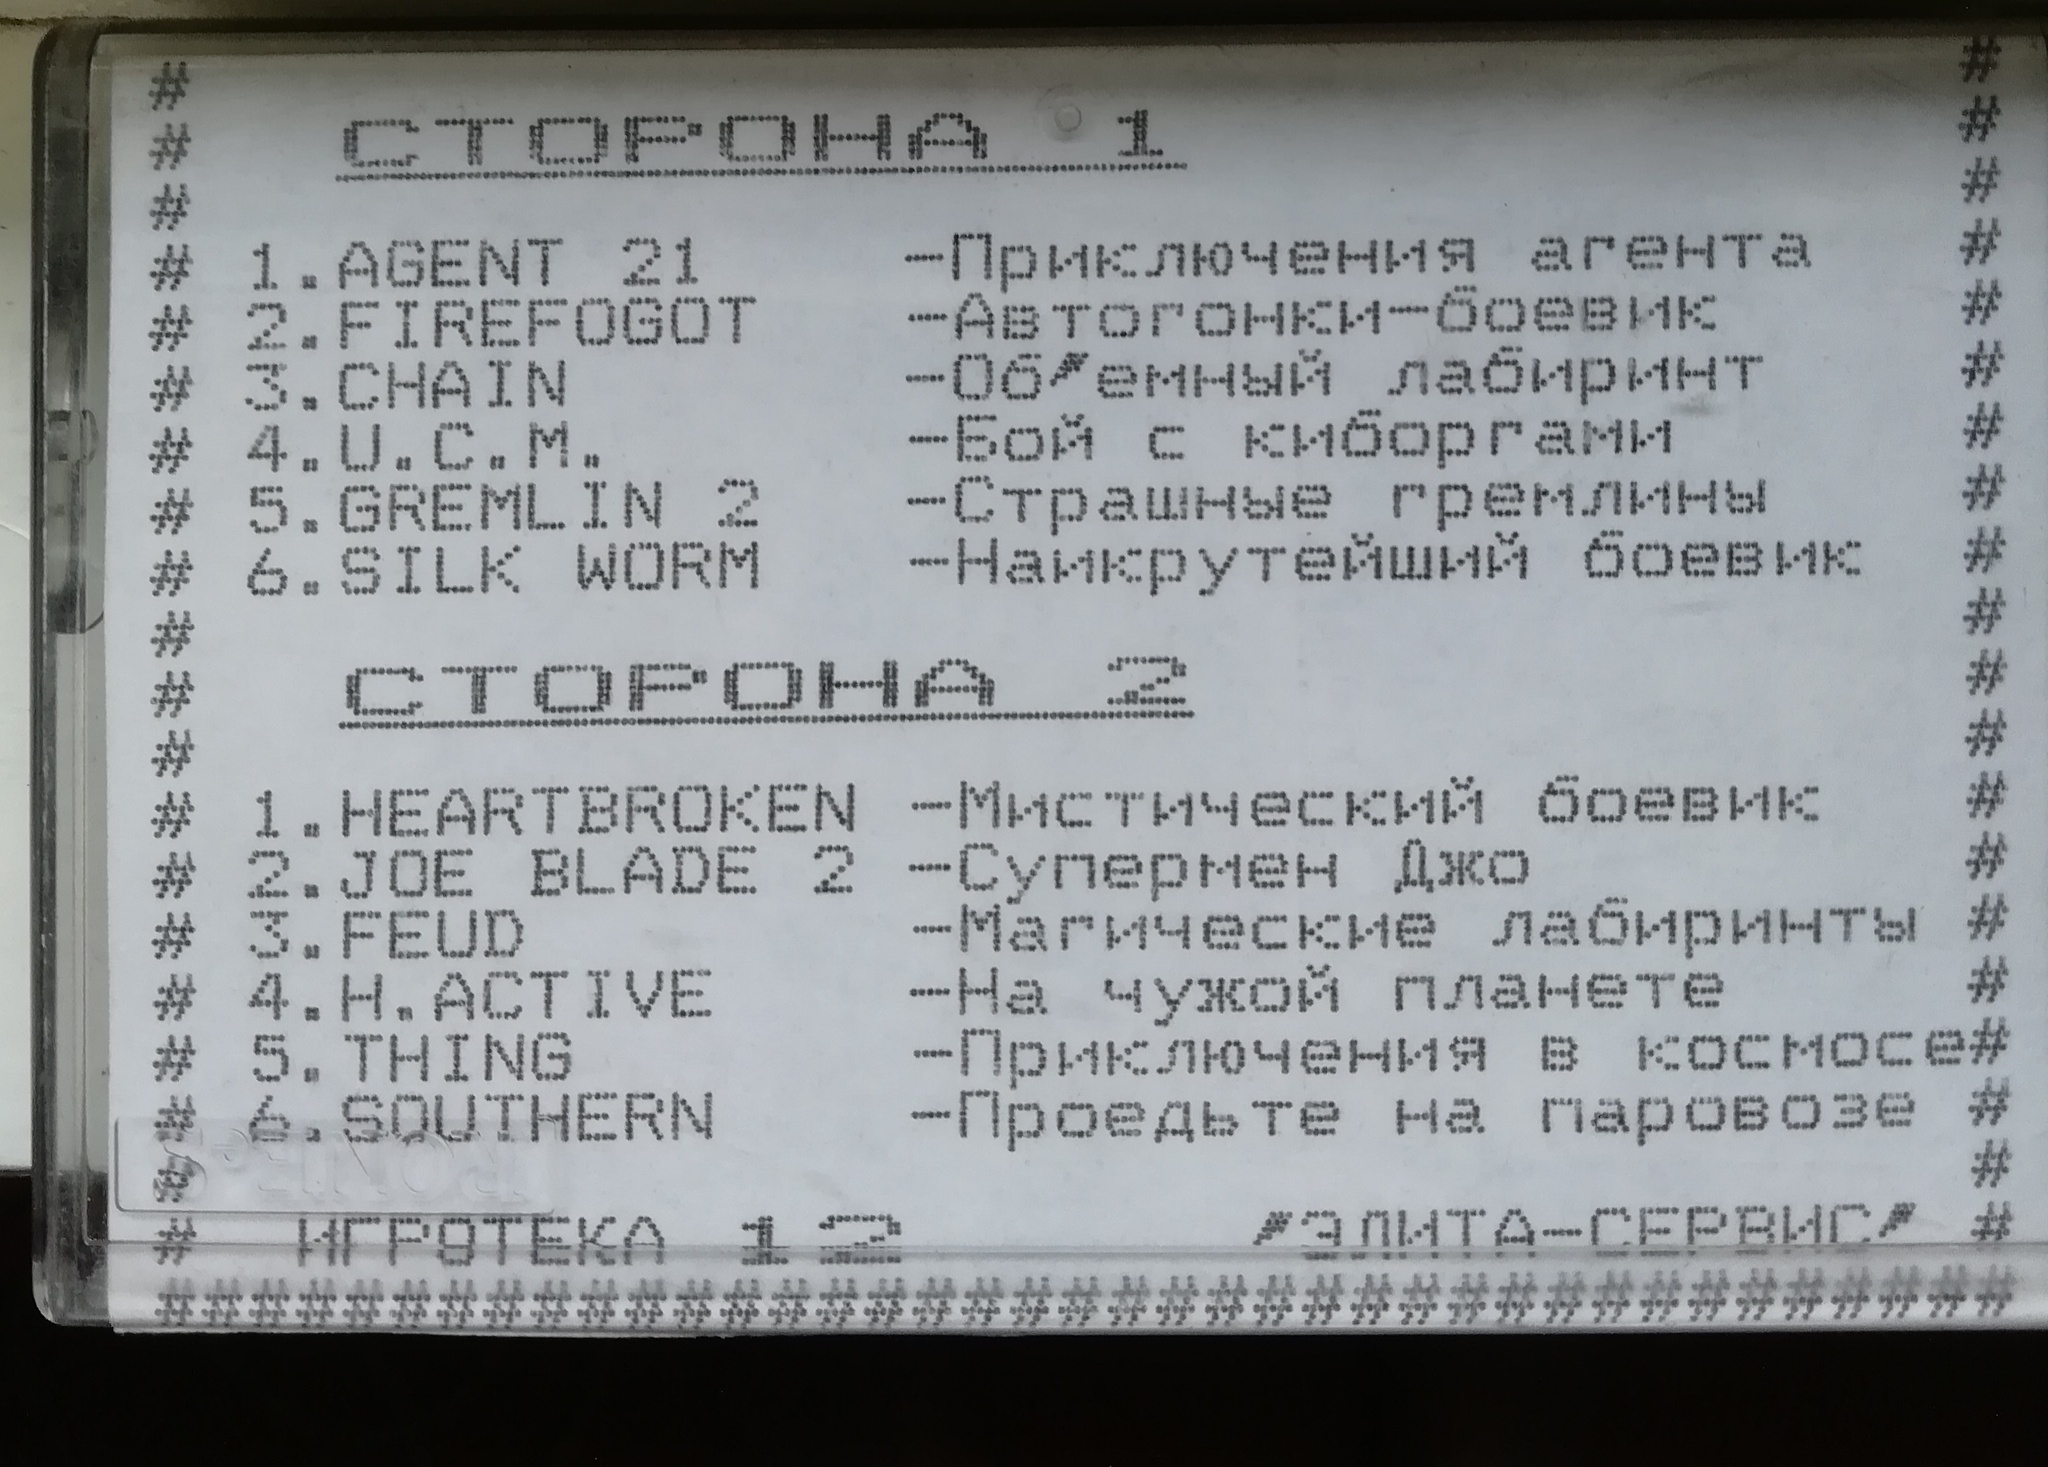 СТОРОНА 1
1.AGENT 21 -Приключения агента
2.FIREFOGOT -Автогонки-боевик
3.CHAIN -Об'емный лабиринт
4.U.C.M. -Бой с киборгами
5.GREMLIN 2 -Страшные гремлины
6.SILK WORM -Наикрутейший боевик
СТОРОНА 2
1.HEARTBROKEN -Мистический боевик
2.JOE BLADE 2 -Супермен Джо
3.FEUD -Магические лабиринты
4.H.ACTIVE -На чужой планете
5.THING -Приключения в космосе
6.SOUTHERN -Проедьте на паровозе
ИГРОТЕКА 12 "ЭЛИТА-СЕРВИС"